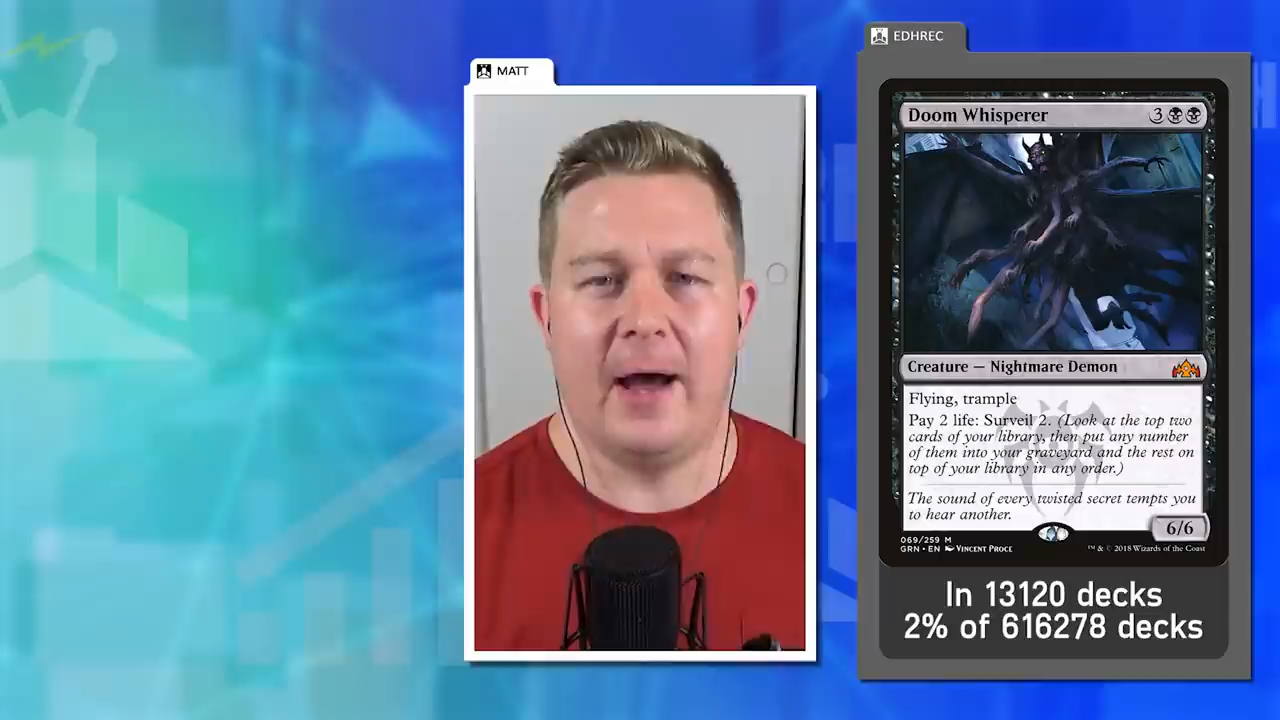 MATT
EDHREC
Doom Whisperer 3
Creature — Nightmare Demon
Flying, trample
Pay 2 life: Surveil 2. (Look at the top two
cards of your library, then put any number
of them into your graveyard and the rest on
top of your library in any order.)
The sound of every twisted secret tempts you
to hear another.
6/6
069/259 M
GRN • EN VINCENT PROCE
™ & © 2018 Wizards of the Coast
In 13120 decks
2% of 616278 decks